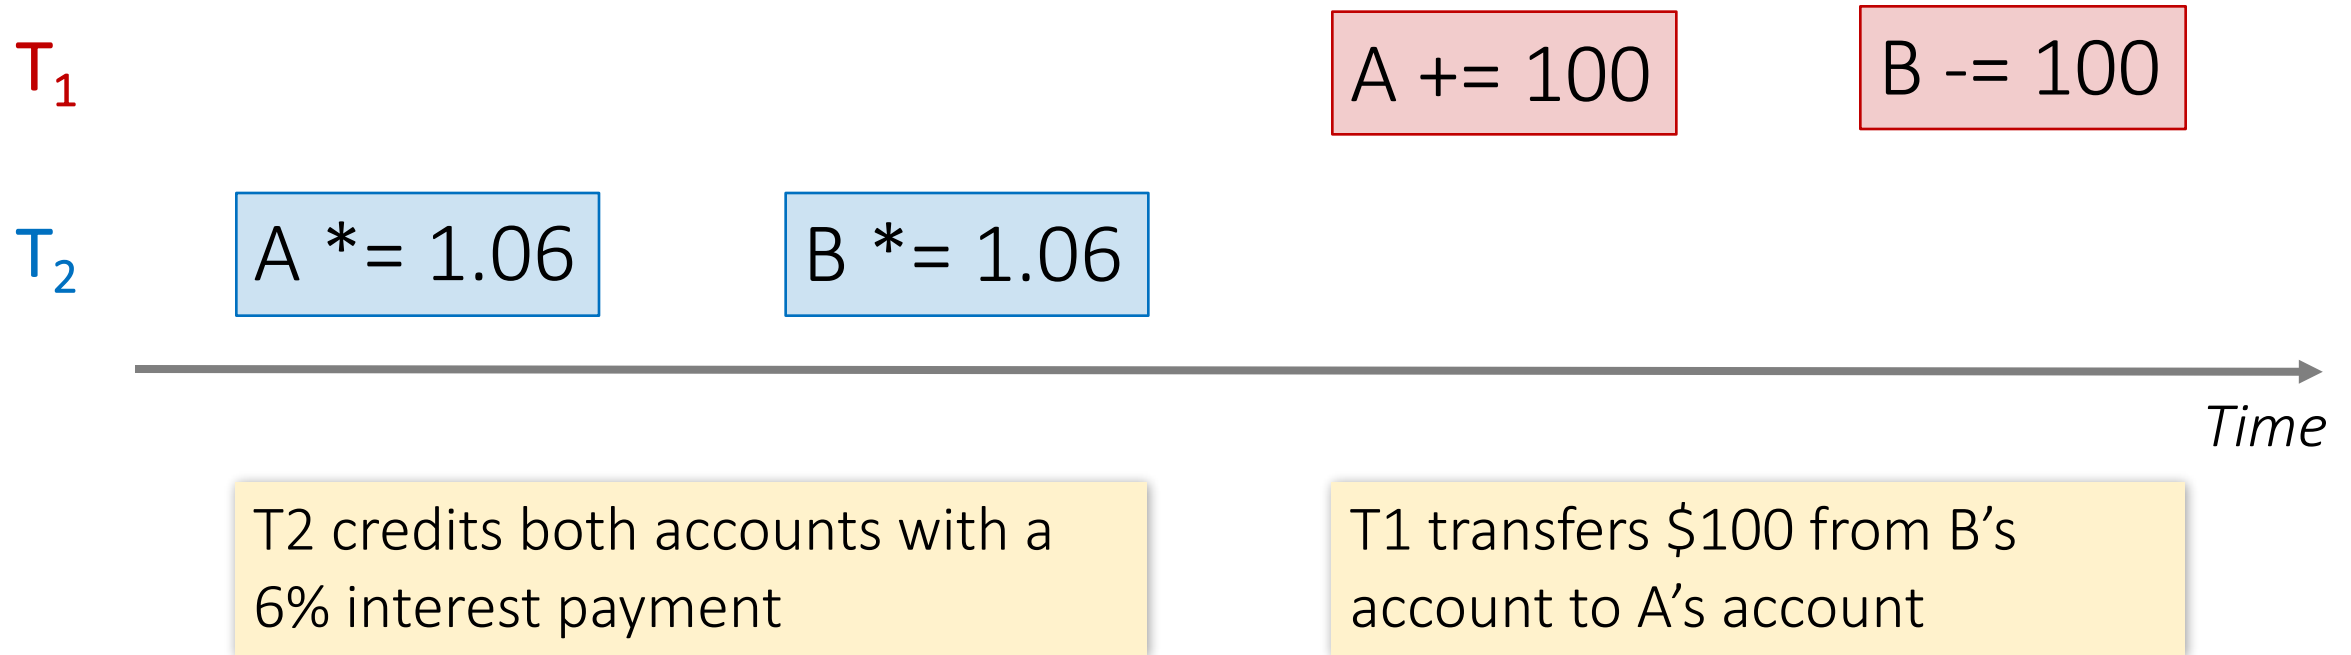 T1
A += 100
B -= 100
T2
A *= 1.06
B *= 1.06
Time
T2 credits both accounts with a
6% interest payment
T1 transfers $100 from B’s
account to A’s account